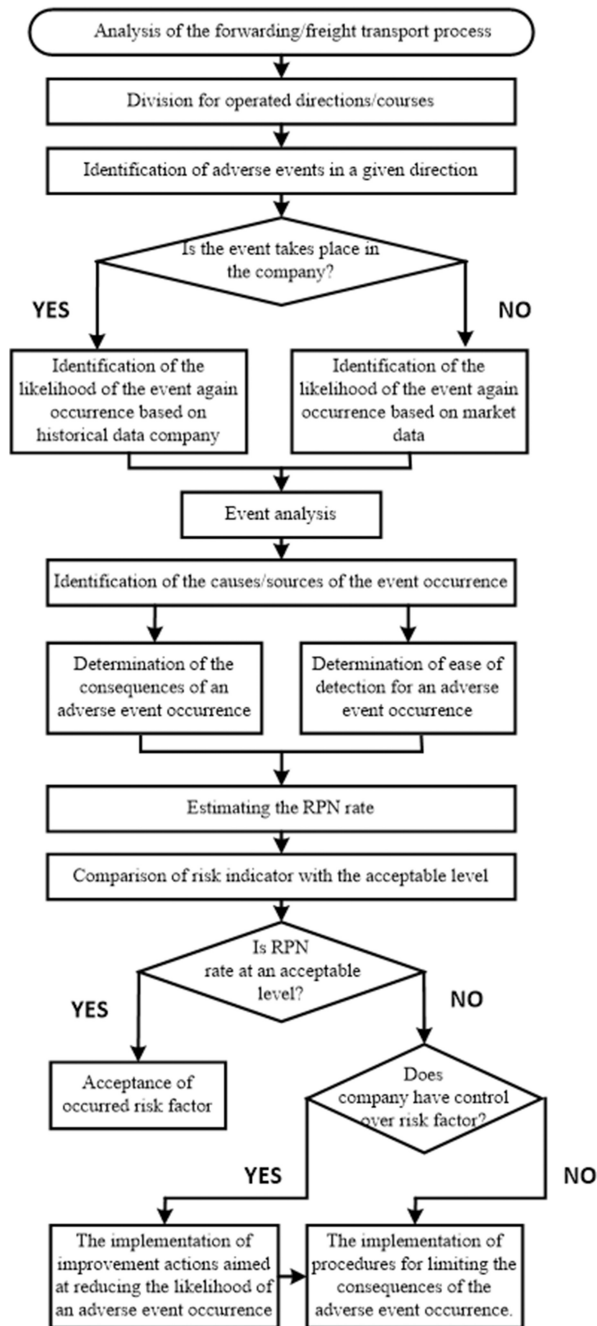 Analysis of the forwarding/freight transport process
Division for operated directions/courses
Identification of adverse events in a given direction
Is the event takes place in
the company?
YES
NO
Identification of the
likelihood of the event again
occurrence based on
historical data company
Identification of the
likelihood of the event again
occurrence based on market
data
Event analysis
Identification of the causes/sources of the event occurrence
Determination of the
consequences of an
adverse event occurrence
Determination of ease of
detection for an adverse
event occurrence
Estimating the RPN rate
Comparison of risk indicator with the acceptable level
Is RPN
rate at an acceptable
level?
YES
NO
Acceptance of
occurred risk factor
Does
company have control
over risk factor?
YES
NO
The implementation of
improvement actions aimed
at reducing the likelihood of
an adverse event occurrence
The implementation of
procedures for limiting the
consequences of the
adverse event occurrence.